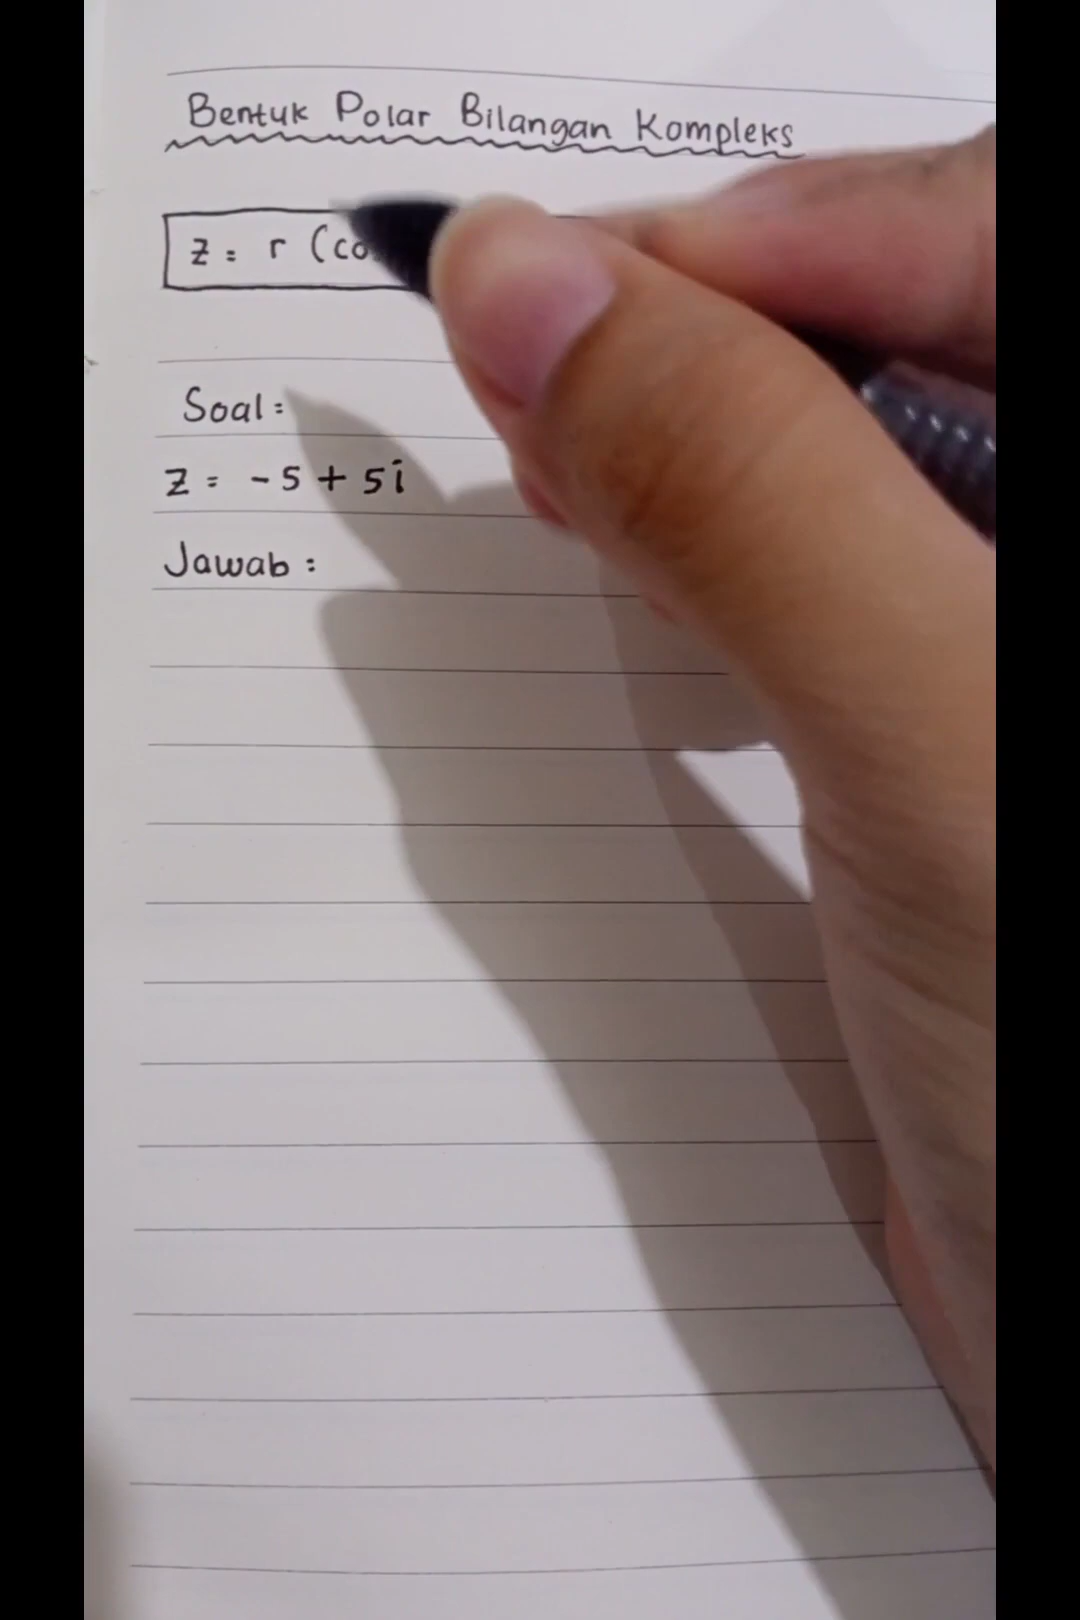 Bentuk Polar Bilangan Kompleks
z = r (co
Soal =
z = -5 + 5i
Jawab :